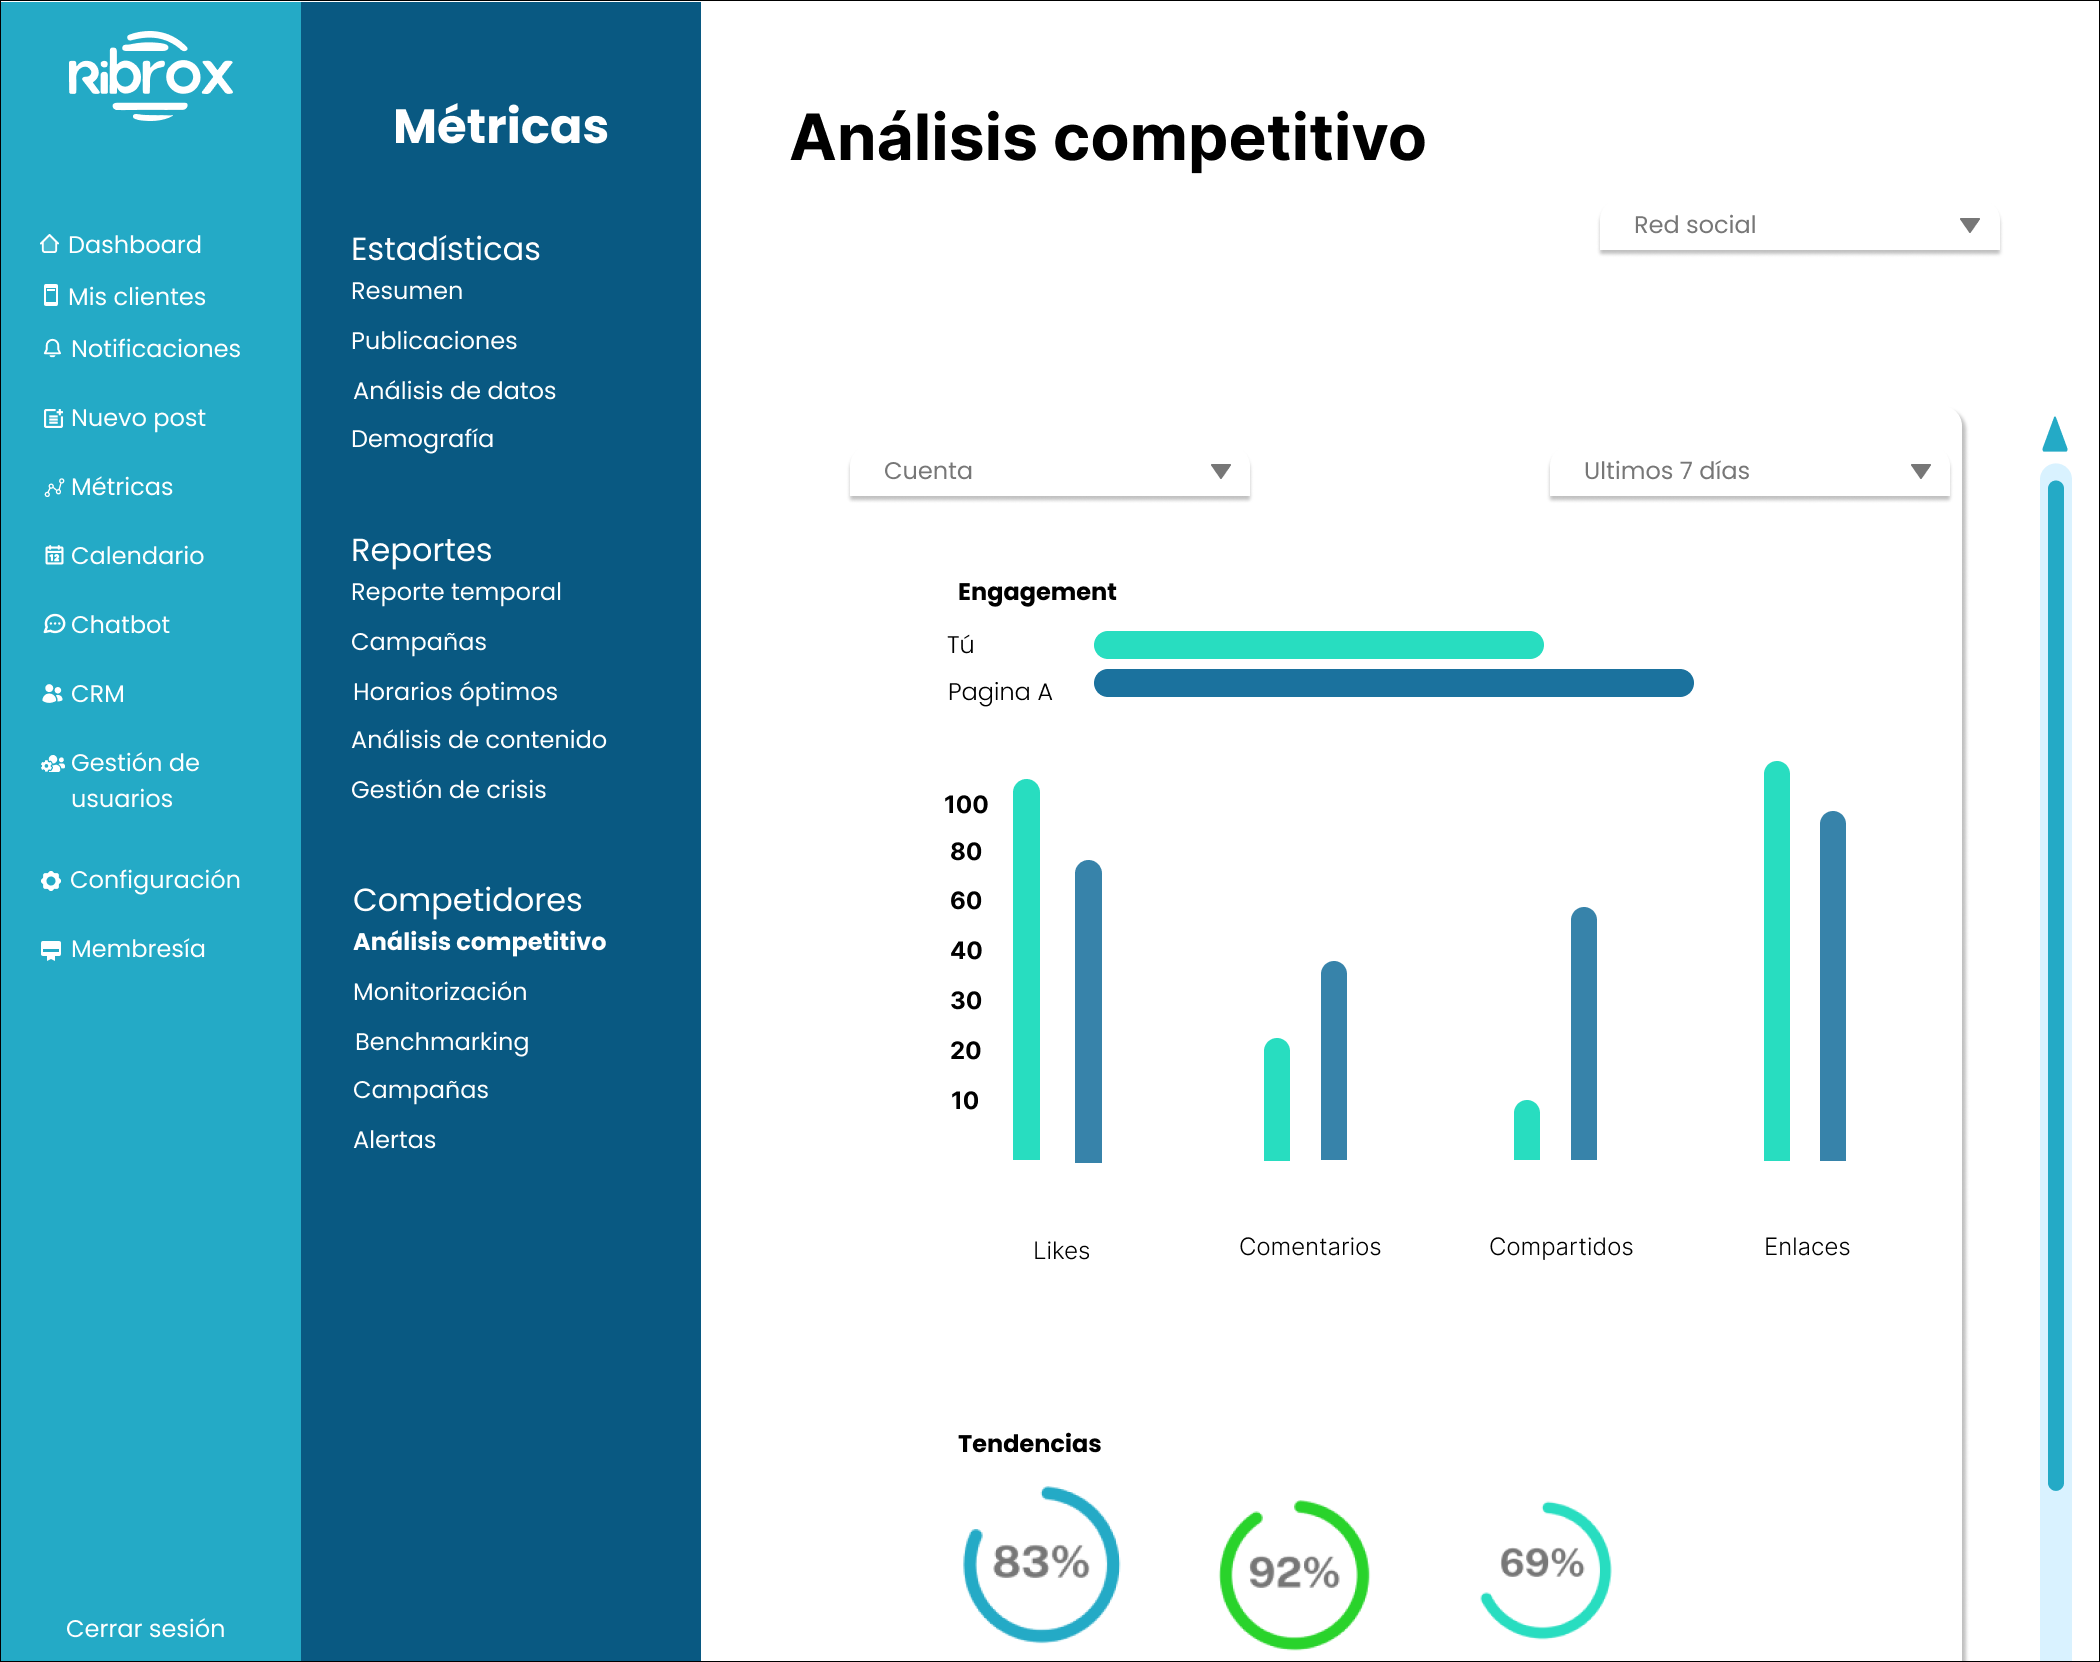 Ribrox
Dashboard
Mis clientes
Notificaciones
Nuevo post
Métricas
Calendario
Chatbot
CRM
Gestión de
usuarios
Configuración
Membresía
Cerrar sesión
Métricas
Estadísticas
Resumen
Publicaciones
Análisis de datos
Demografía
Reportes
Reporte temporal
Campañas
Horarios óptimos
Análisis de contenido
Gestión de crisis
Competidores
Análisis competitivo
Monitorización
Benchmarking
Campañas
Alertas
Análisis competitivo
Red social
Cuenta
Ultimos 7 días
Engagement
Tú
Pagina A
100
80
60
40
30
20
10
Likes
Comentarios
Compartidos
Enlaces
Tendencias
83%
92%
69%